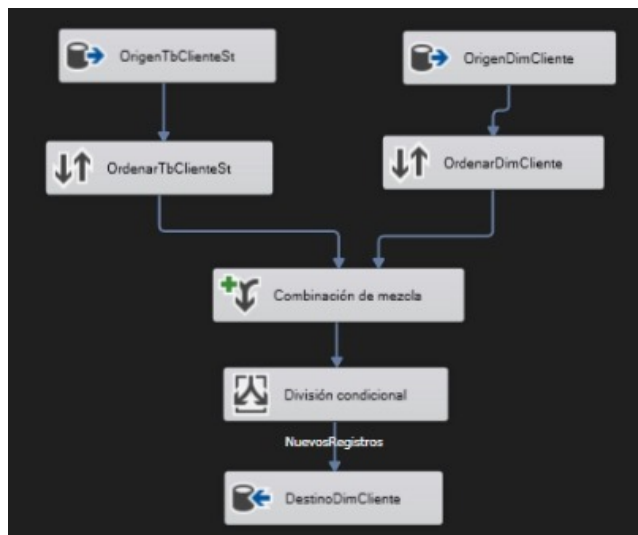 OrigenTbClienteSt
OrigenDimCliente
OrdenarTbClienteSt
OrdenarDimCliente
Combinación de mezcla
División condicional
NuevosRegistros
DestinoDimCliente